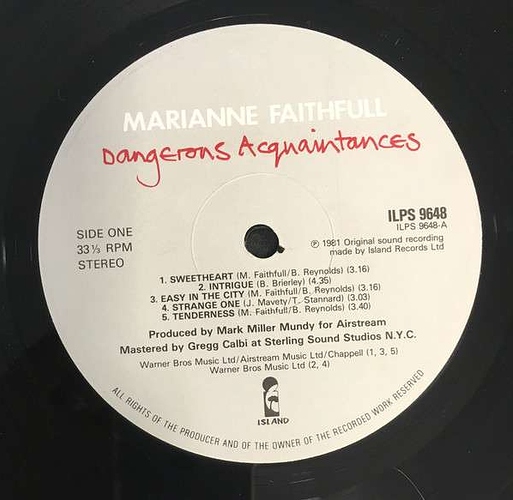 MARIANNE FAITHFULL
Dangerous Acquaintances
SIDE ONE
33⅓ RPM
STEREO
ILPS 9648
ILPS 9648-A
℗ 1981 Original sound recording
made by Island Records Ltd
1. SWEETHEART (M. Faithfull/B. Reynolds) (3.16)
2. INTRIGUE (B. Brierley) (4.35)
3. EASY IN THE CITY (M. Faithfull/B. Reynolds) (3.16)
4. STRANGE ONE (J. Mavety/T. Stannard) (3.03)
5. TENDERNESS (M. Faithfull/B. Reynolds) (3.40)
Produced by Mark Miller Mundy for Airstream
Mastered by Gregg Calbi at Sterling Sound Studios N.Y.C.
Warner Bros Music Ltd/Airstream Music Ltd/Chappell (1, 3, 5)
Warner Bros Music Ltd (2, 4)
ISLAND
ALL RIGHTS OF THE PRODUCER AND OF THE OWNER OF THE RECORDED WORK RESERVED